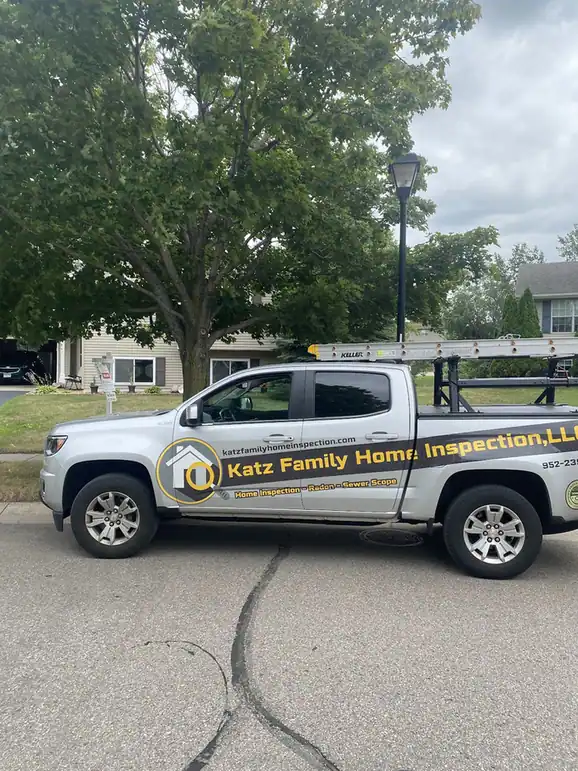 KELLER
katzfamilyhomeinspection.com
Katz Family Home Inspection,LLC
Home Inspection - Radon - Sewer Scope